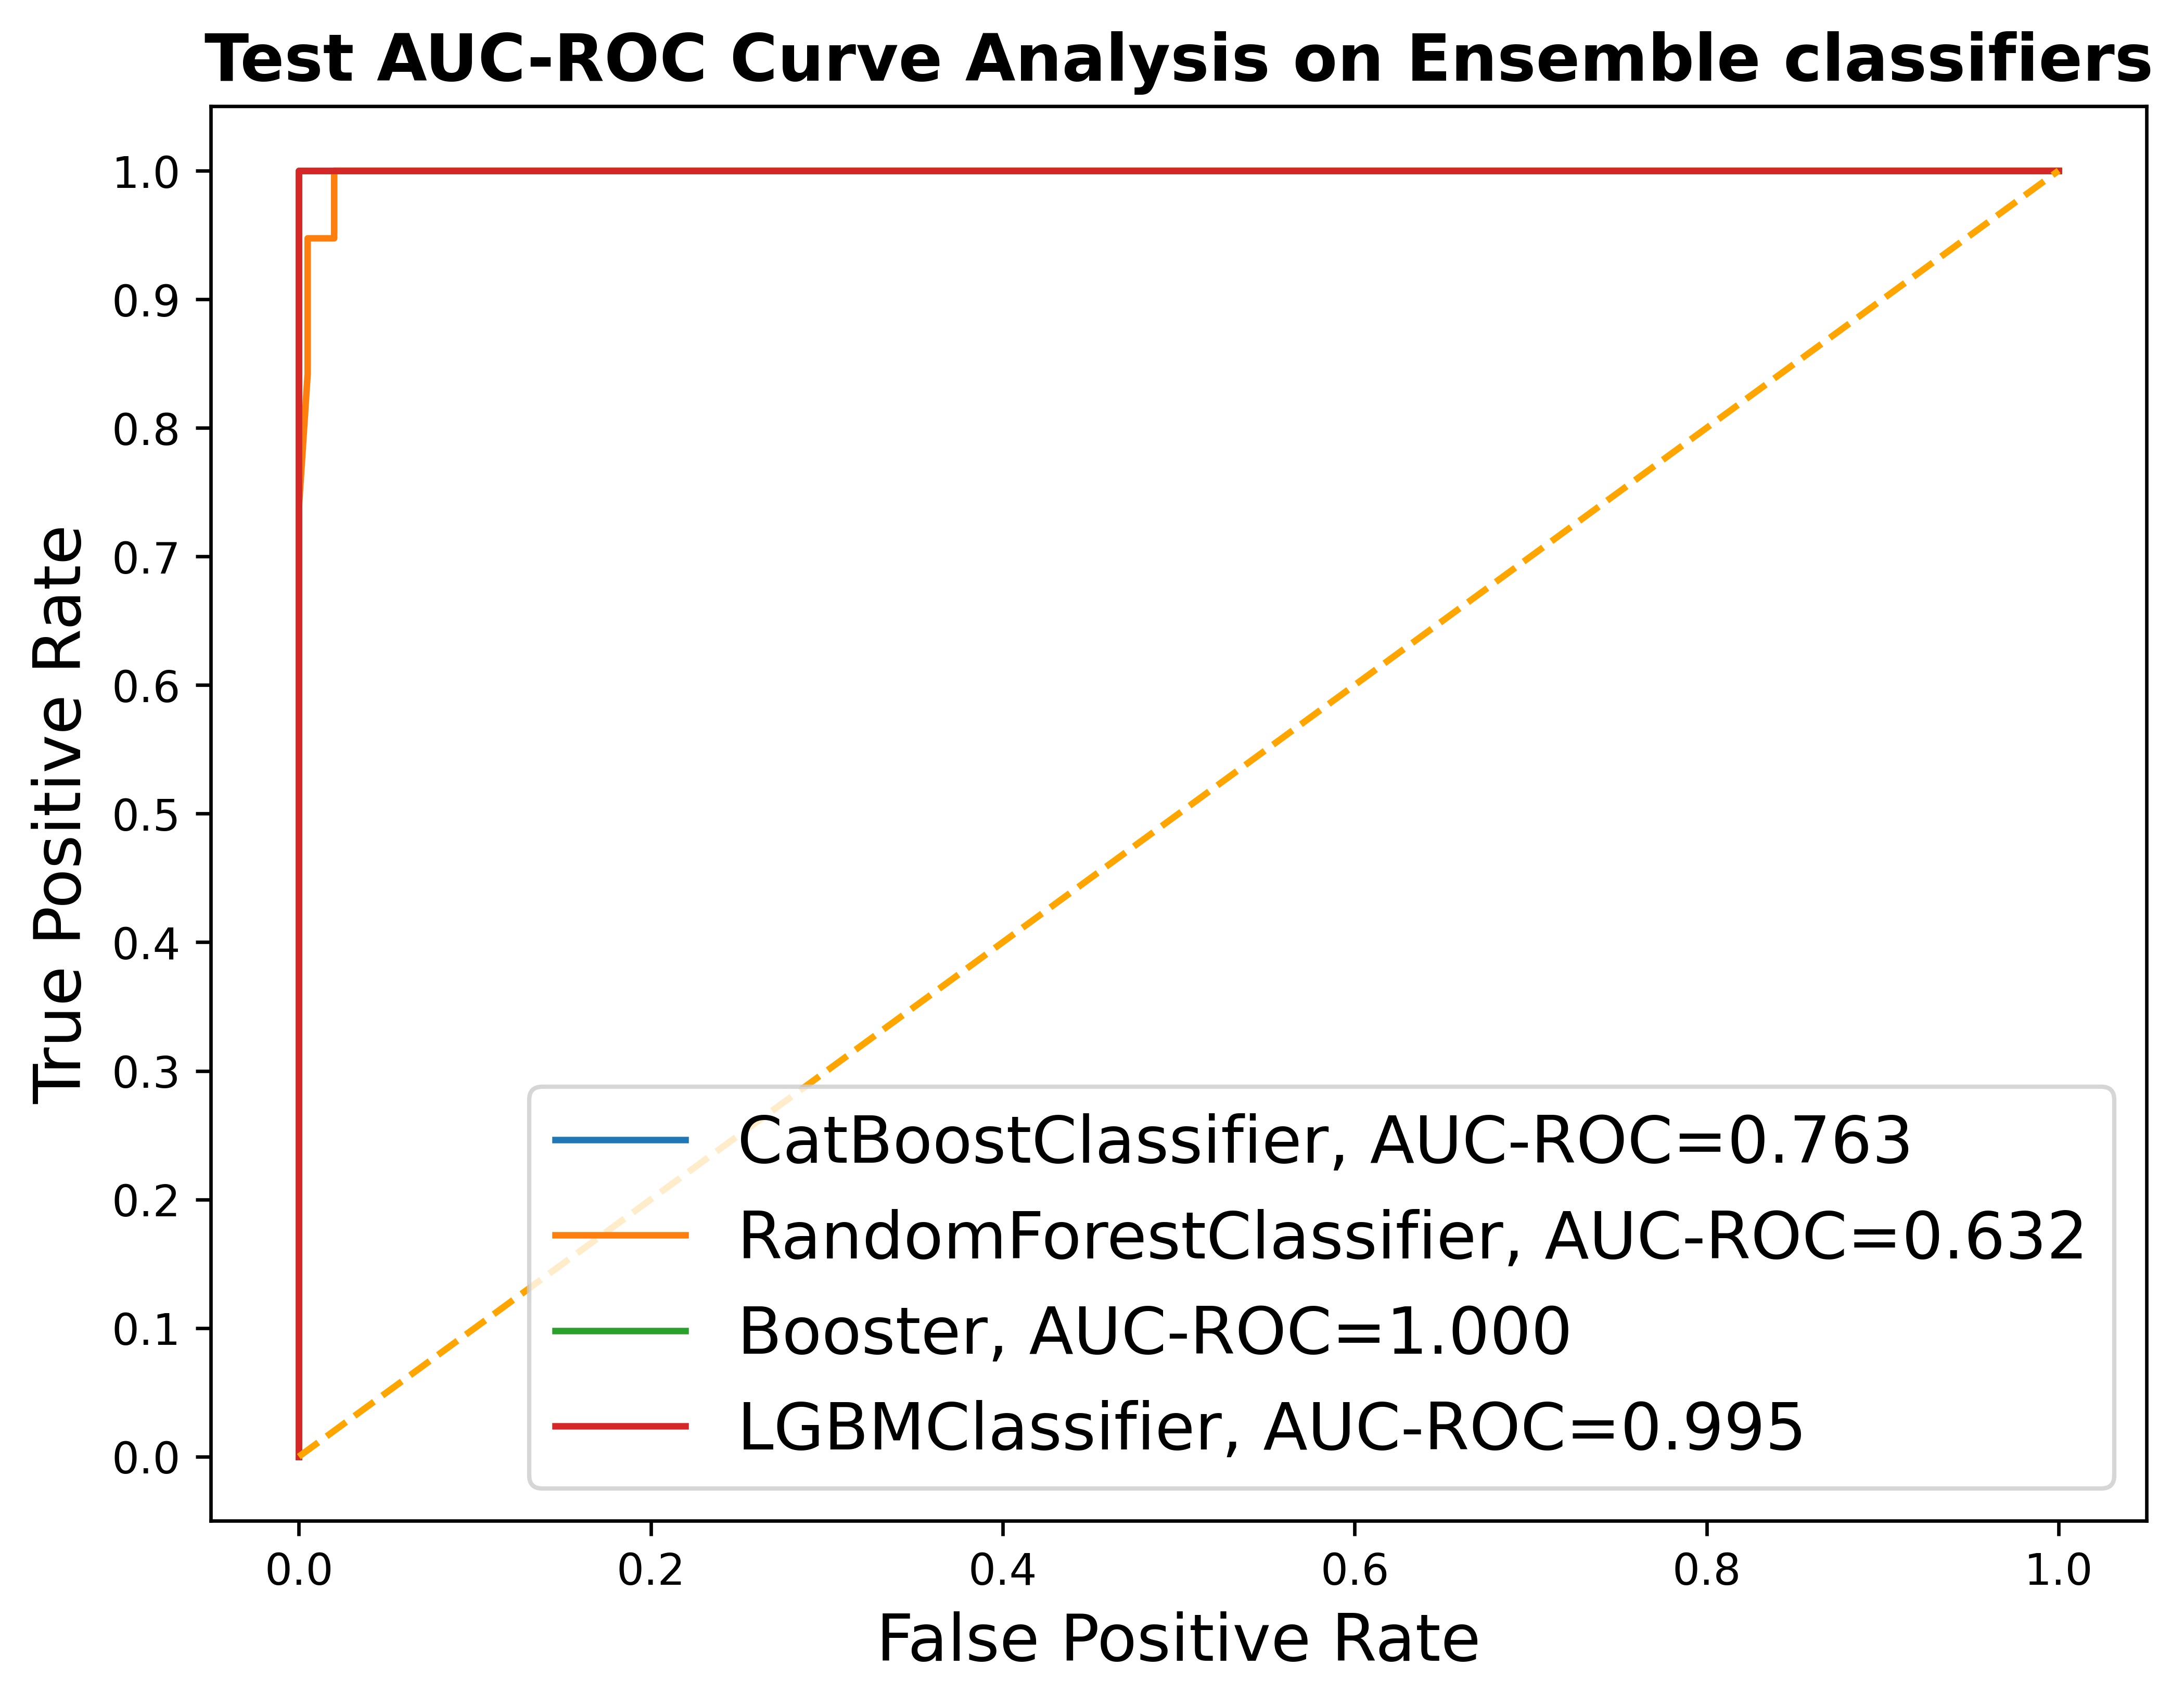 Test AUC-ROC Curve Analysis on Ensemble classifiers
True Positive Rate
1.0
0.9
0.8
0.7
0.6
0.5
0.4
0.3
0.2
0.1
0.0
CatBoostClassifier, AUC-ROC=0.763
RandomForestClassifier, AUC-ROC=0.632
Booster, AUC-ROC=1.000
LGBMClassifier, AUC-ROC=0.995
0.0 0.2 0.4 0.6 0.8 1.0
False Positive Rate